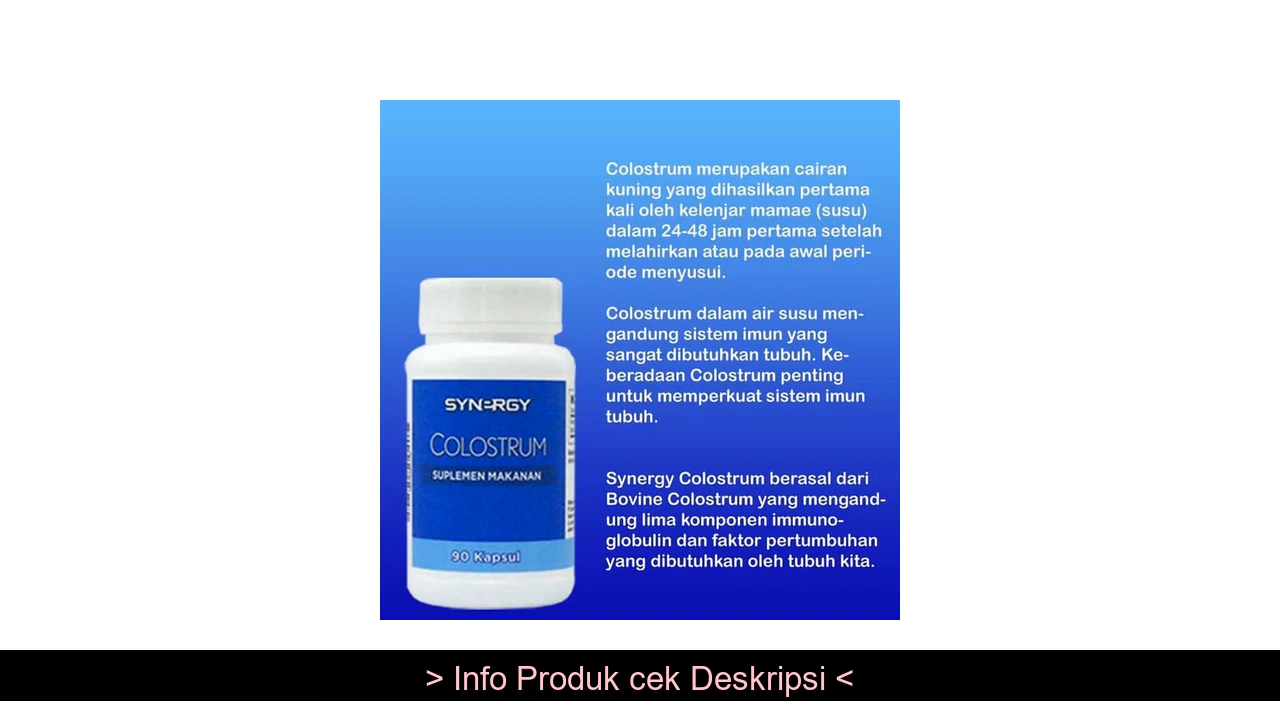 Colostrum merupakan cairan
kuning yang dihasilkan pertama
kali oleh kelenjar mamae (susu)
dalam 24-48 jam pertama setelah
melahirkan atau pada awal peri-
ode menyusui.
Colostrum dalam air susu men-
gandung sistem imun yang
sangat dibutuhkan tubuh. Ke-
beradaan Colostrum penting
untuk memperkuat sistem imun
tubuh.
Synergy Colostrum berasal dari
Bovine Colostrum yang mengand-
ung lima komponen immuno-
globulin dan faktor pertumbuhan
yang dibutuhkan oleh tubuh kita.
SYNERGY
COLOSTRUM
SUPLEMEN MAKANAN
90 Kapsul
> Info Produk cek Deskripsi <